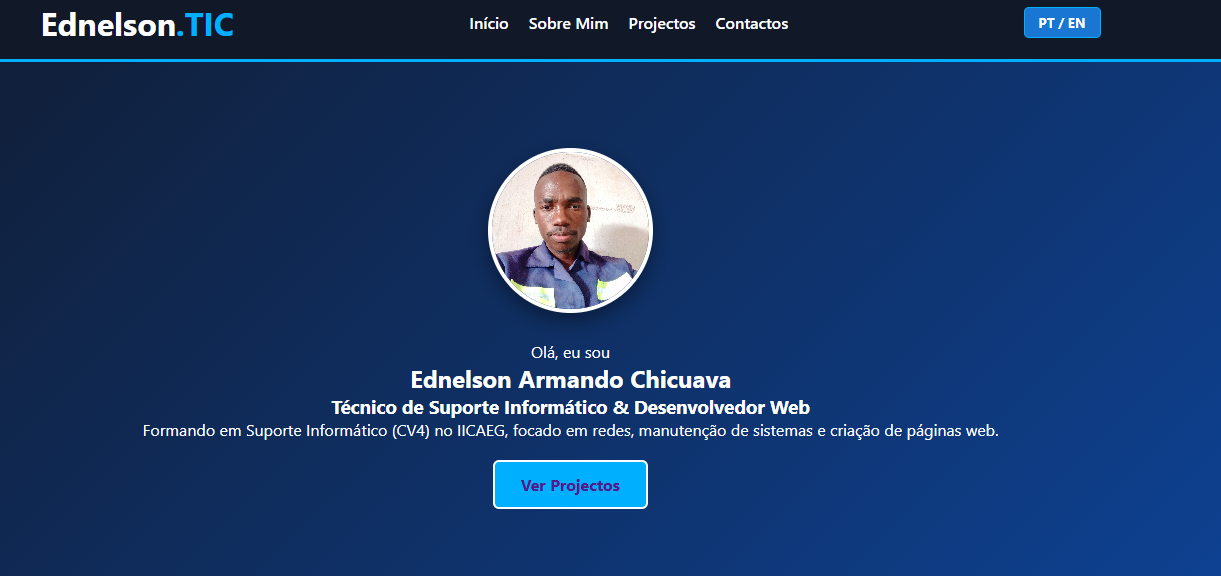 Ednelson.TIC
Início Sobre Mim Projectos Contactos
PT / EN
Olá, eu sou
Ednelson Armando Chicuava
Técnico de Suporte Informático & Desenvolvedor Web
Formando em Suporte Informático (CV4) no IICAEG, focado em redes, manutenção de sistemas e criação de páginas web.
Ver Projectos